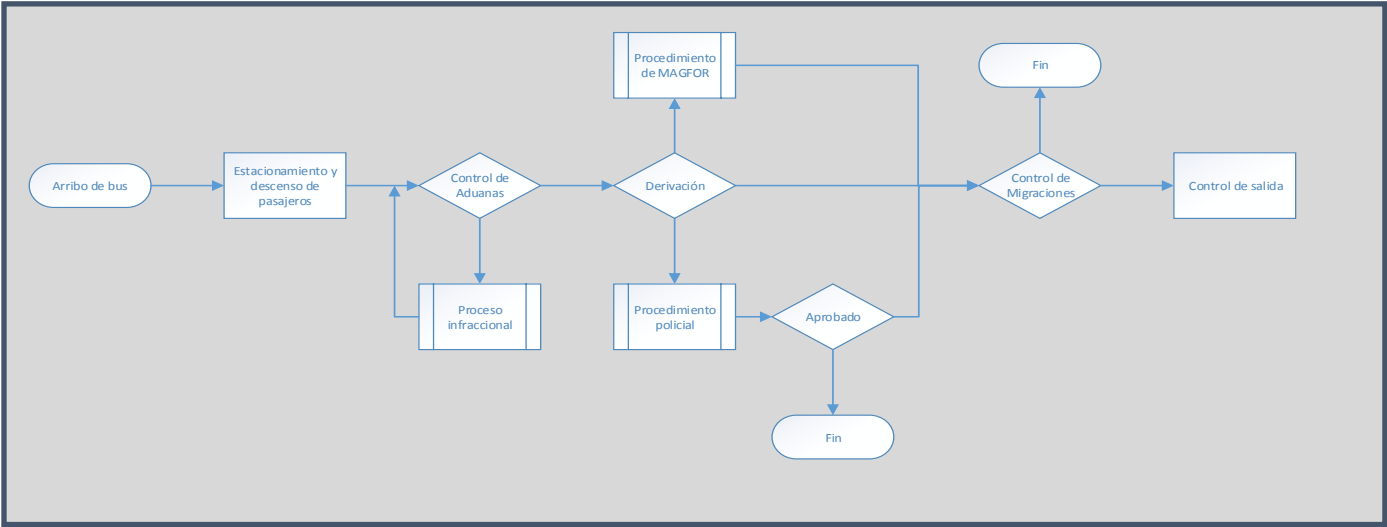 Arribo de bus
Estacionamiento y
descenso de
pasajeros
Control de
Aduanas
Proceso
infraccional
Procedimiento
de MAGFOR
Derivación
Procedimiento
policial
Aprobado
Fin
Fin
Control de
Migraciones
Control de salida